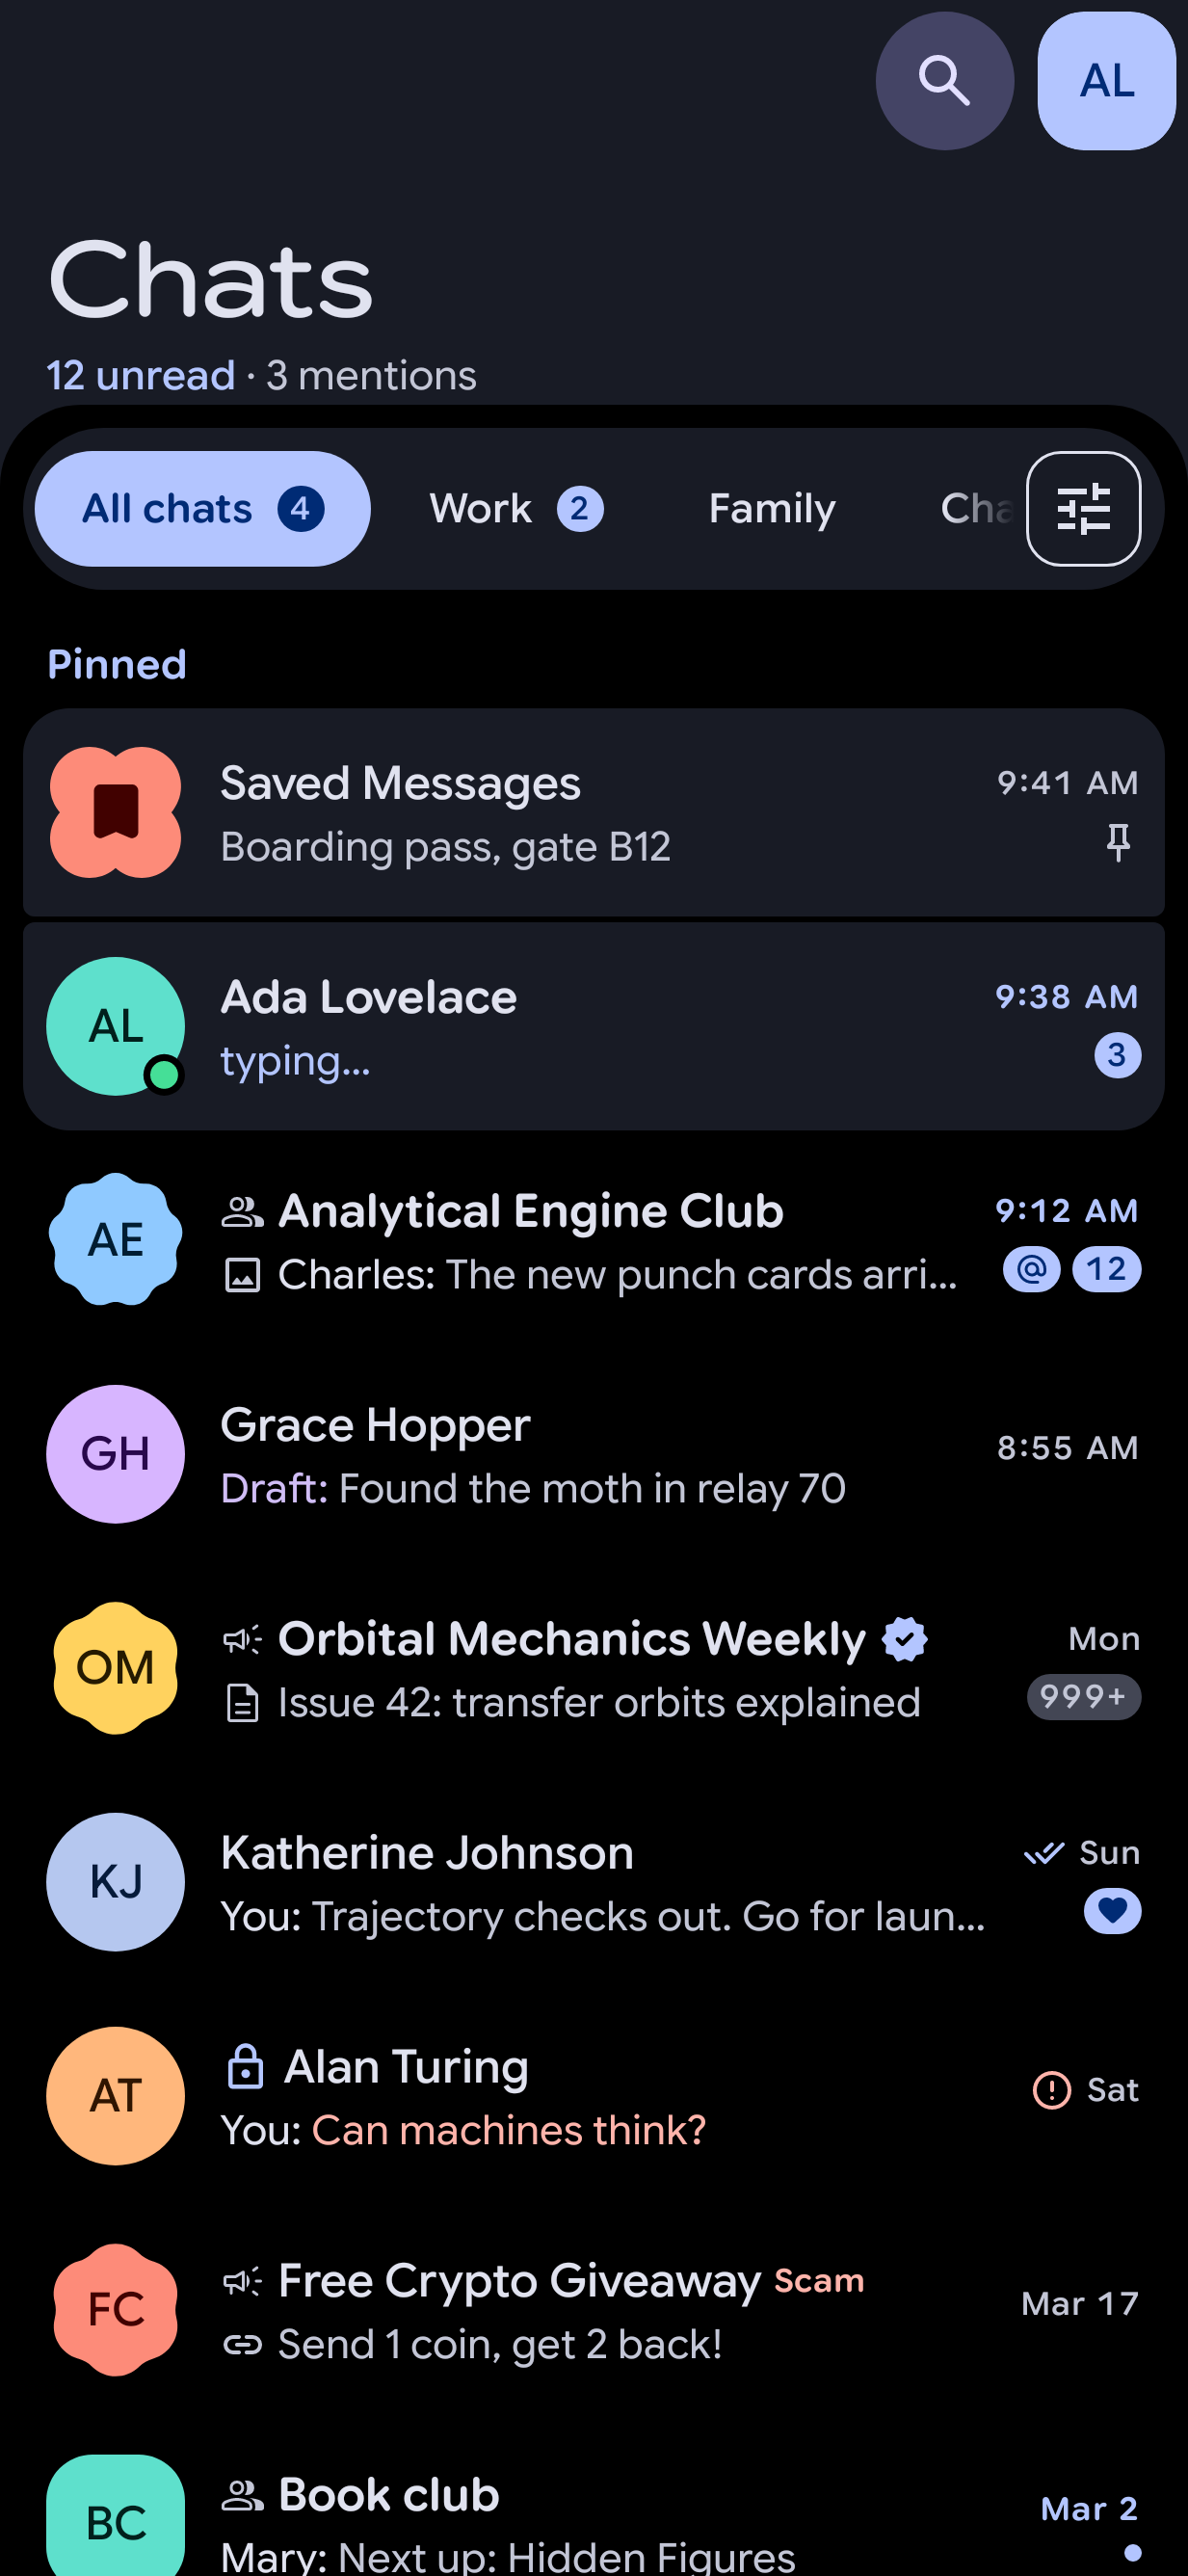 AL
Chats
12 unread · 3 mentions
All chats 4 Work 2 Family Cha
Pinned
Saved Messages 9:41 AM
Boarding pass, gate B12
AL Ada Lovelace 9:38 AM
typing... 3
AE Analytical Engine Club 9:12 AM
Charles: The new punch cards arri... @ 12
GH Grace Hopper 8:55 AM
Draft: Found the moth in relay 70
OM Orbital Mechanics Weekly Mon
Issue 42: transfer orbits explained 999+
KJ Katherine Johnson Sun
You: Trajectory checks out. Go for laun...
AT Alan Turing Sat
You: Can machines think?
FC Free Crypto Giveaway Scam Mar 17
Send 1 coin, get 2 back!
BC Book club Mar 2
Mary: Next up: Hidden Figures